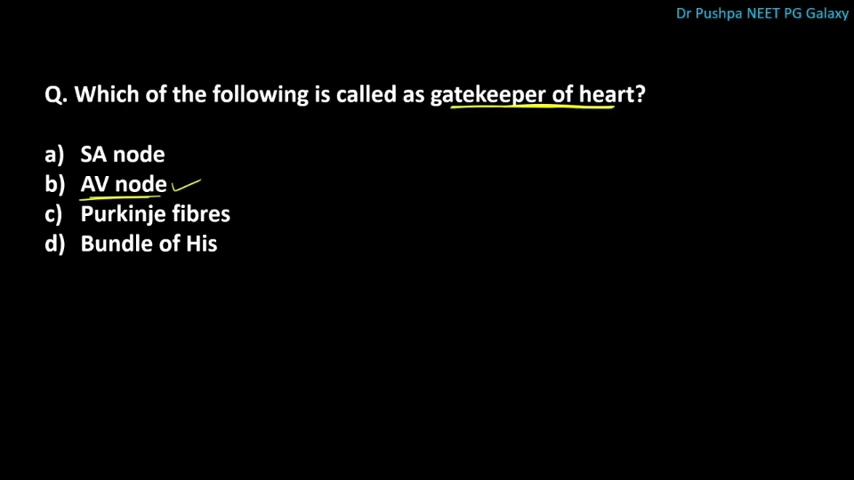 Dr Pushpa NEET PG Galaxy
Q. Which of the following is called as gatekeeper of heart?
a) SA node
b) AV node
c) Purkinje fibres
d) Bundle of His